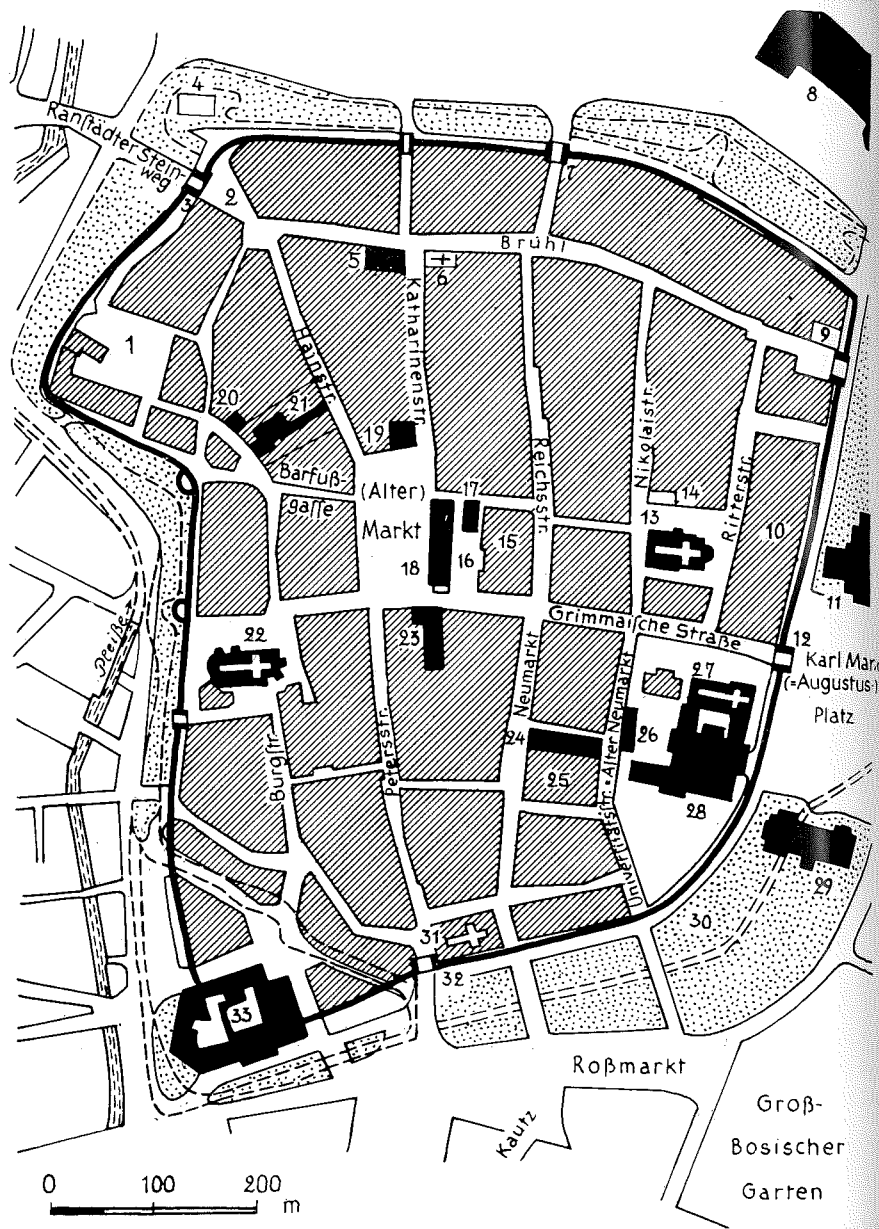 8
4
Ranstädter Stein-
weg
3
2
7
Brühl
5
6
Katharinenstr.
Hainstr.
1
9
20
21
19
Reichsstr.
Nikolaistr.
Ritterstr.
Barfuß-
gasse
(Alter)
Markt
17
14
13
10
15
16
18
11
Pleiße
22
23
Grimmaische Straße
12
Karl Mar
(=Augustus-)
Platz
Neumarkt
27
24
26
25
Universitätsstr.=Alter Neumarkt
28
Burgstr.
Petersstr.
29
30
31
32
33
Roßmarkt
Kautz
Groß-
Bosischer
Garten
0 100 200
m